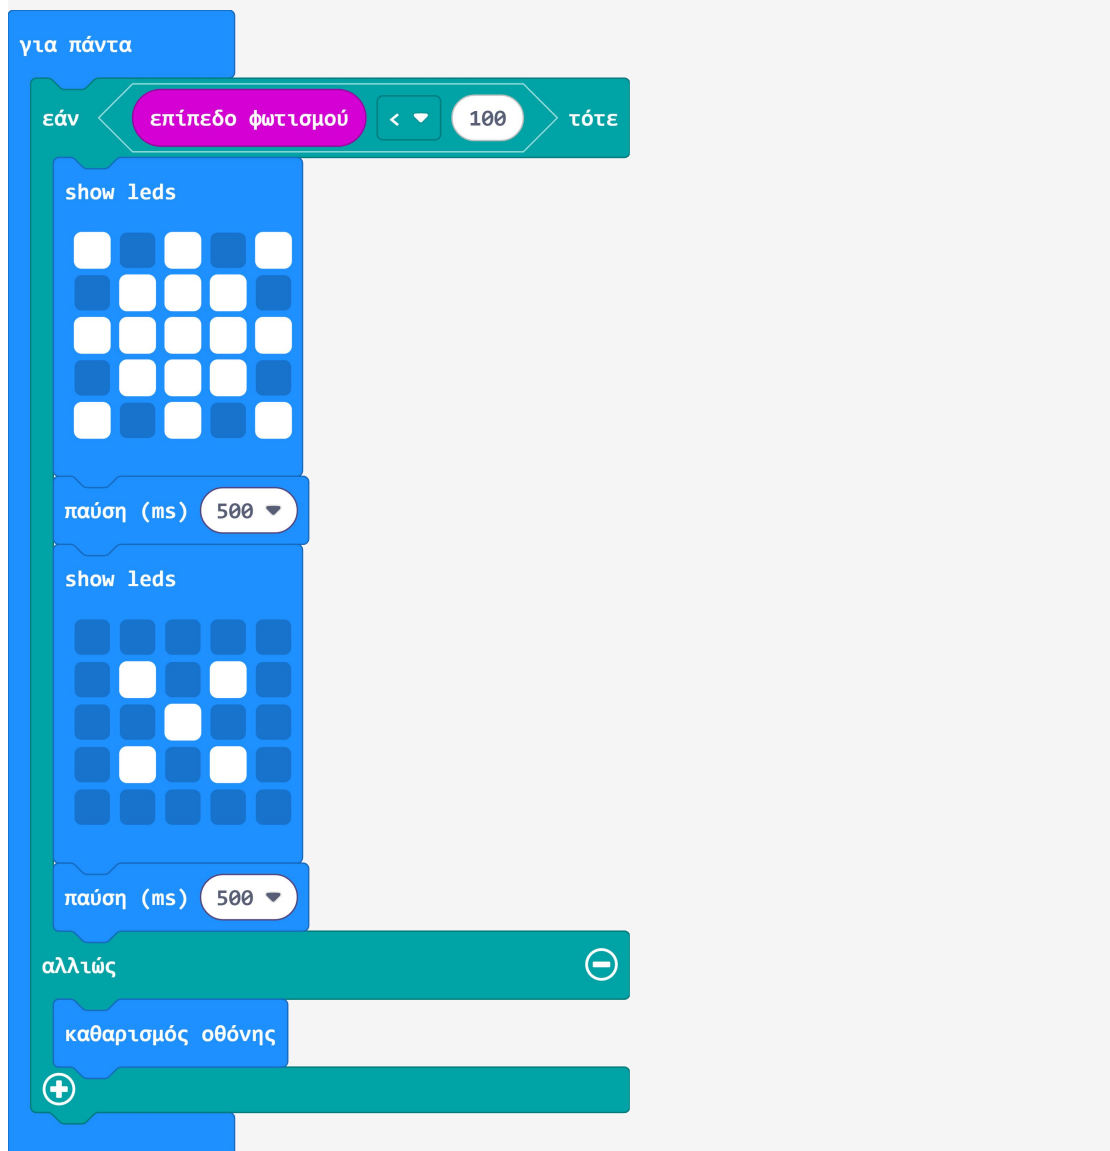 για πάντα
εάν επίπεδο φωτισμού < 100 τότε
show leds
παύση (ms) 500
show leds
παύση (ms) 500
αλλιώς
καθαρισμός οθόνης